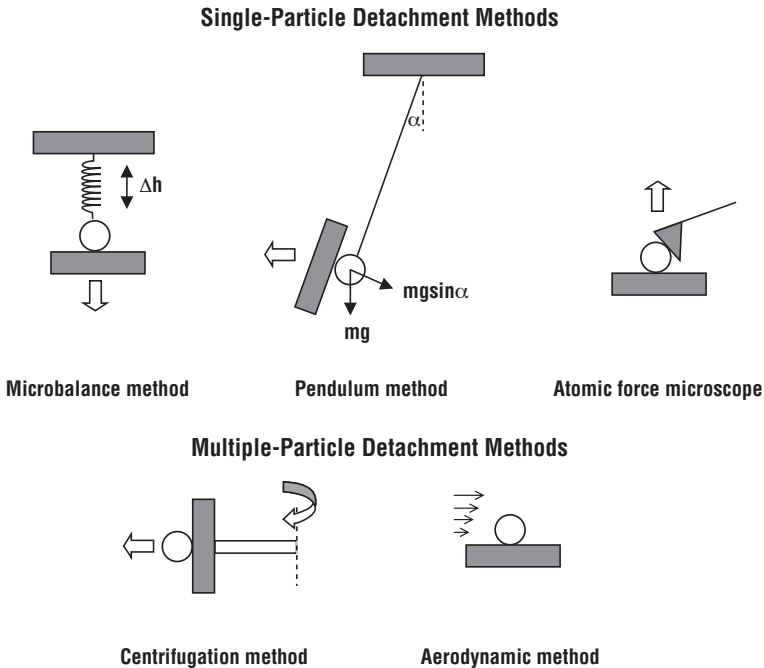 Single-Particle Detachment Methods
α
Δh
mgsinα
mg
Microbalance method
Pendulum method
Atomic force microscope
Multiple-Particle Detachment Methods
Centrifugation method
Aerodynamic method